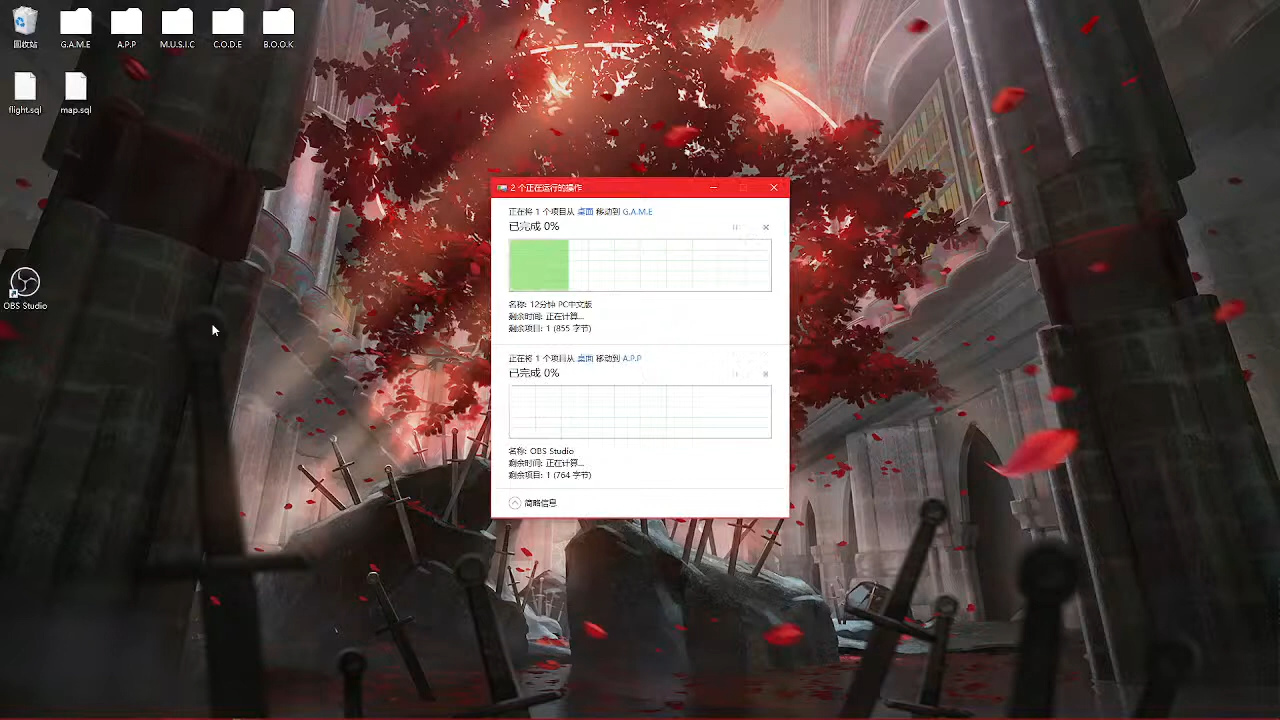 回收站
G.A.M.E
A.P.P
M.U.S.I.C
C.O.D.E
B.O.O.K
flight.sql
map.sql
OBS Studio
2 个正在运行的操作
正在将 1 个项目从 桌面 移动到 G.A.M.E
已完成 0%
名称: 12分钟 PC中文版
剩余时间: 正在计算...
剩余项目: 1 (855 字节)
正在将 1 个项目从 桌面 移动到 A.P.P
已完成 0%
名称: OBS Studio
剩余时间: 正在计算...
剩余项目: 1 (764 字节)
简略信息